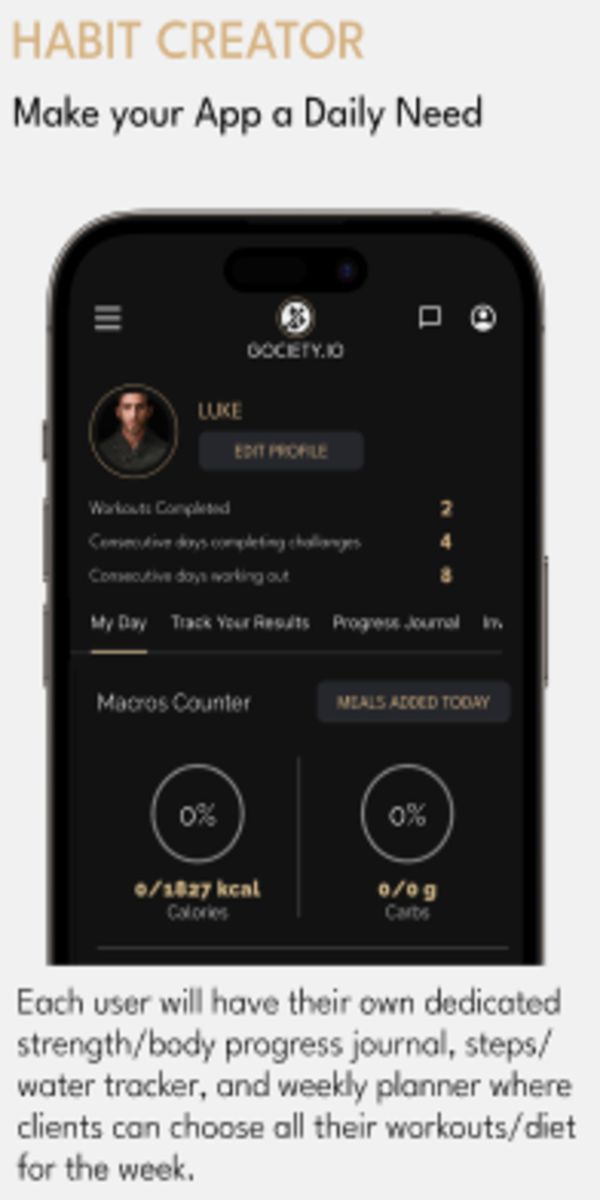 HABIT CREATOR
Make your App a Daily Need
GOCIETY.IO
LUKE
EDIT PROFILE
Workouts Completed 2
Consecutive days completing challanges 4
Consecutive days working out 8
My Day Track Your Results Progress Journal Inv
Macros Counter MEALS ADDED TODAY
0% 0%
0/1827 kcal 0/0 g
Calories Carbs
Each user will have their own dedicated
strength/body progress journal, steps/
water tracker, and weekly planner where
clients can choose all their workouts/diet
for the week.